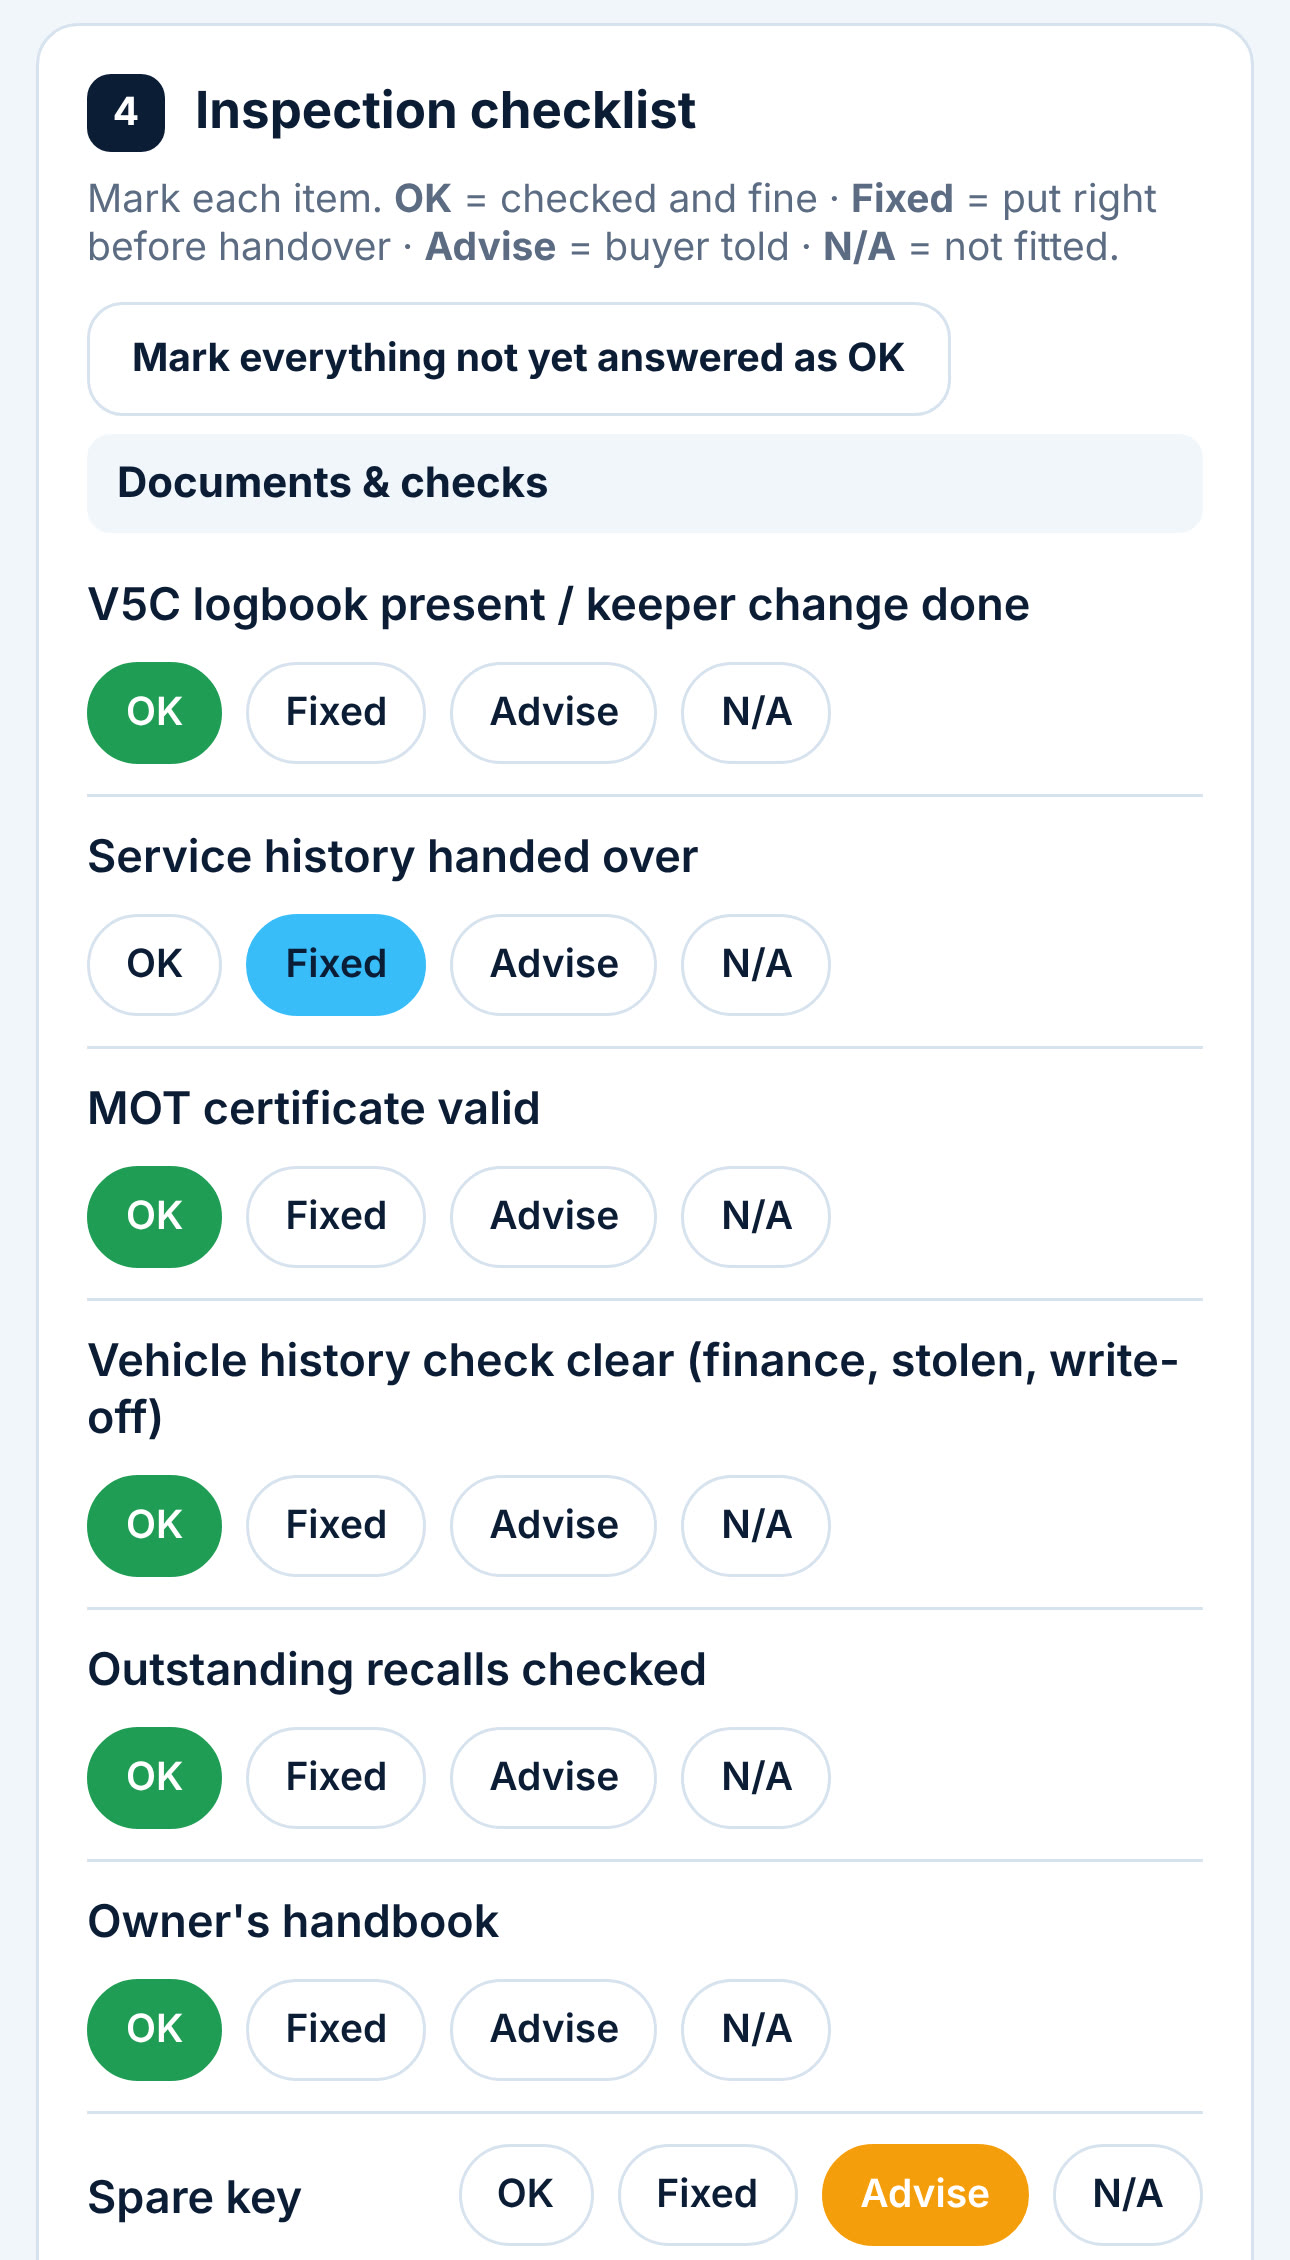 4 Inspection checklist
Mark each item. OK = checked and fine · Fixed = put right
before handover · Advise = buyer told · N/A = not fitted.
Mark everything not yet answered as OK
Documents & checks
V5C logbook present / keeper change done
OK Fixed Advise N/A
Service history handed over
OK Fixed Advise N/A
MOT certificate valid
OK Fixed Advise N/A
Vehicle history check clear (finance, stolen, write-
off)
OK Fixed Advise N/A
Outstanding recalls checked
OK Fixed Advise N/A
Owner's handbook
OK Fixed Advise N/A
Spare key OK Fixed Advise N/A